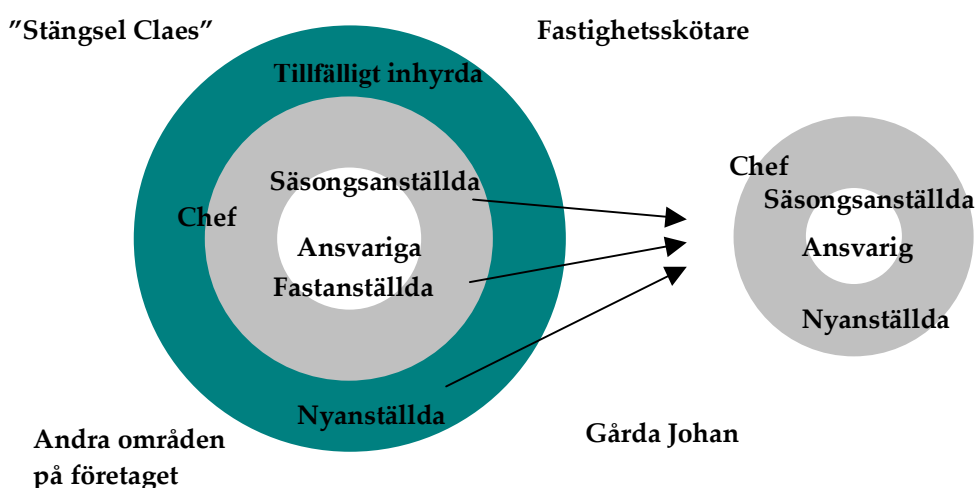 ”Stängsel Claes”
Fastighetsskötare
Tillfälligt inhyrda
Chef
Säsongsanställda
Säsongsanställda
Chef
Ansvariga
Ansvarig
Fastanställda
Nyanställda
Nyanställda
Gårda Johan
Andra områden
på företaget